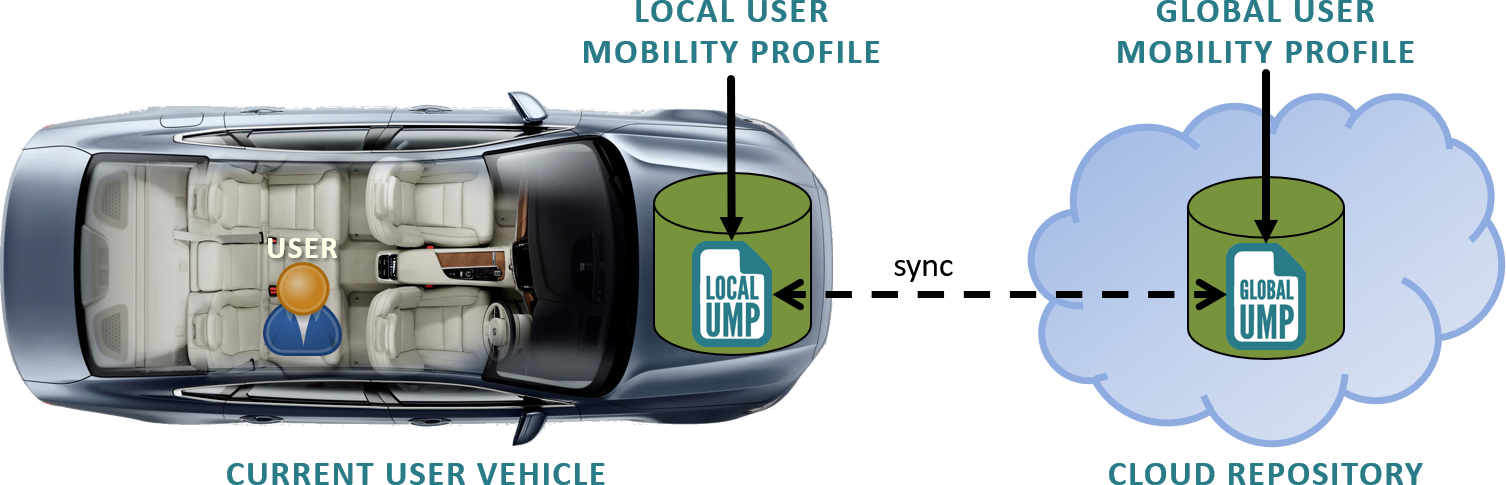 LOCAL USER
MOBILITY PROFILE
GLOBAL USER
MOBILITY PROFILE
USER
sync
LOCAL
UMP
GLOBAL
UMP
CURRENT USER VEHICLE
CLOUD REPOSITORY